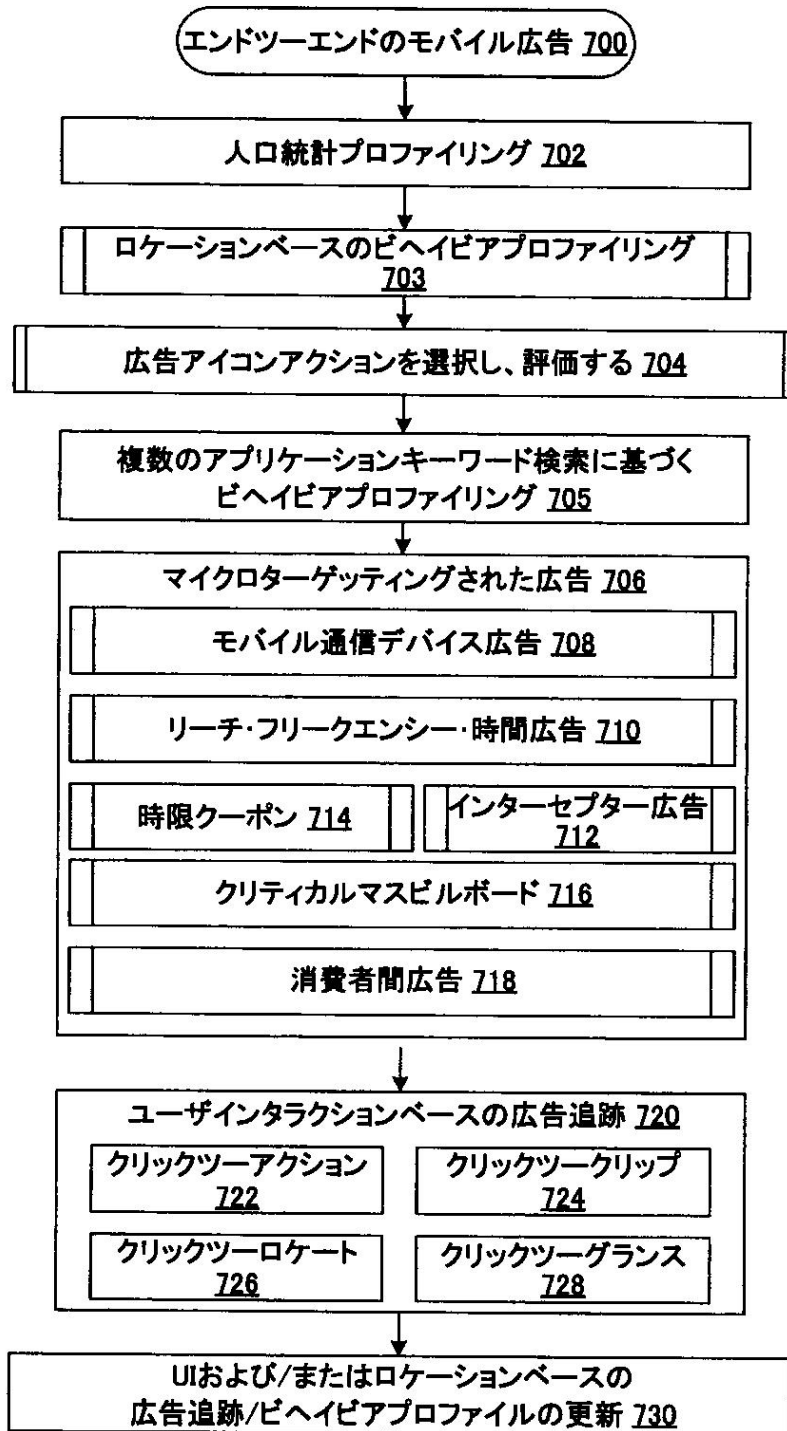 エンドツーエンドのモバイル広告 700
人口統計プロファイリング 702
ロケーションベースのビヘイビアプロファイリング
703
広告アイコンアクションを選択し、評価する 704
複数のアプリケーションキーワード検索に基づく
ビヘイビアプロファイリング 705
マイクロターゲッティングされた広告 706
モバイル通信デバイス広告 708
リーチ・フリークエンシー・時間広告 710
時限クーポン 714
インターセプター広告
712
クリティカルマスビルボード 716
消費者間広告 718
ユーザインタラクションベースの広告追跡 720
クリックツーアクション
722
クリックツークリップ
724
クリックツーロケート
726
クリックツーグランス
728
UIおよび/またはロケーションベースの
広告追跡/ビヘイビアプロファイルの更新 730